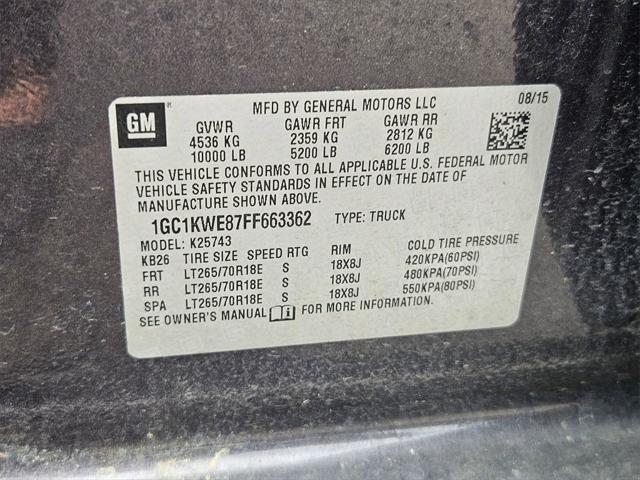 GM
MFD BY GENERAL MOTORS LLC 08/15
GVWR GAWR FRT GAWR RR
4536 KG 2359 KG 2812 KG
10000 LB 5200 LB 6200 LB
THIS VEHICLE CONFORMS TO ALL APPLICABLE U.S. FEDERAL MOTOR
VEHICLE SAFETY STANDARDS IN EFFECT ON THE DATE OF
MANUFACTURE SHOWN ABOVE.
1GC1KWE87FF663362 TYPE: TRUCK
MODEL: K25743
KB26 TIRE SIZE SPEED RTG RIM COLD TIRE PRESSURE
FRT LT265/70R18E S 18X8J 420KPA(60PSI)
RR LT265/70R18E S 18X8J 480KPA(70PSI)
SPA LT265/70R18E S 18X8J 550KPA(80PSI)
SEE OWNER'S MANUAL FOR MORE INFORMATION.